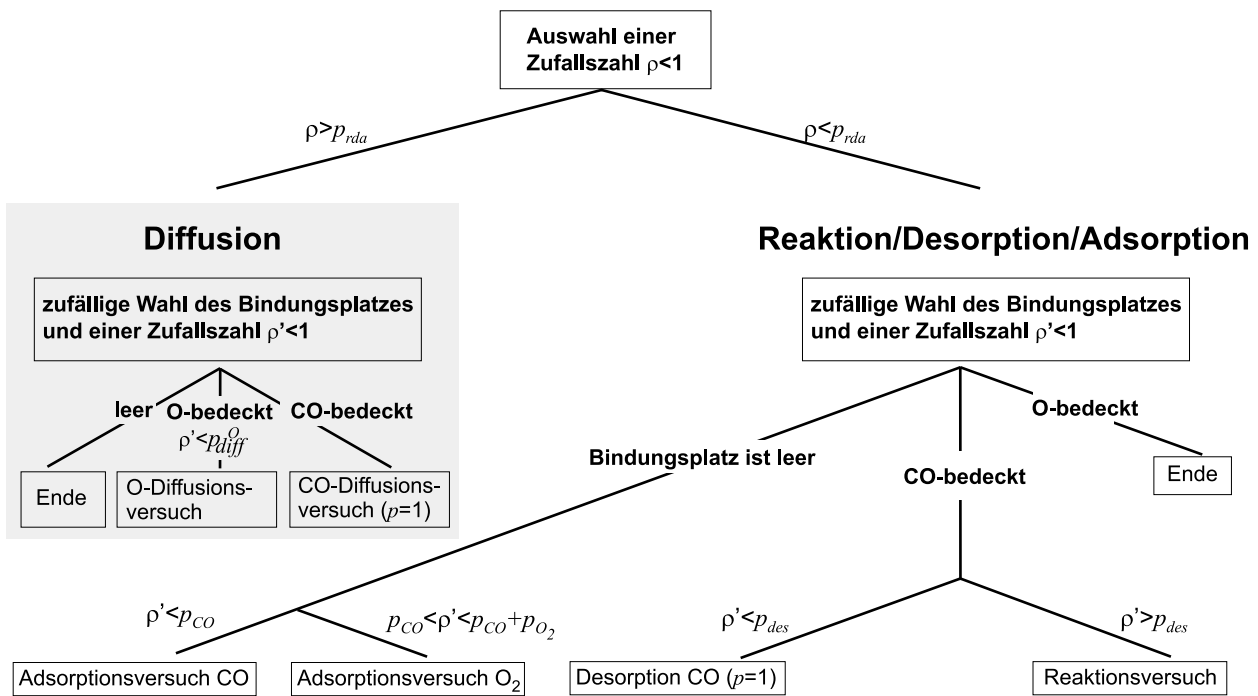 Auswahl einer
Zufallszahl ρ<1
ρ>p_rda
ρ<p_rda
Diffusion
zufällige Wahl des Bindungsplatzes
und einer Zufallszahl ρ'<1
leer
O-bedeckt
CO-bedeckt
ρ'<p_diff^O
Ende
O-Diffusions-
versuch
CO-Diffusions-
versuch (p=1)
Reaktion/Desorption/Adsorption
zufällige Wahl des Bindungsplatzes
und einer Zufallszahl ρ'<1
O-bedeckt
Bindungsplatz ist leer
CO-bedeckt
Ende
ρ'<p_CO
p_CO<ρ'<p_CO+p_O₂
ρ'<p_des
ρ'>p_des
Adsorptionsversuch CO
Adsorptionsversuch O₂
Desorption CO (p=1)
Reaktionsversuch